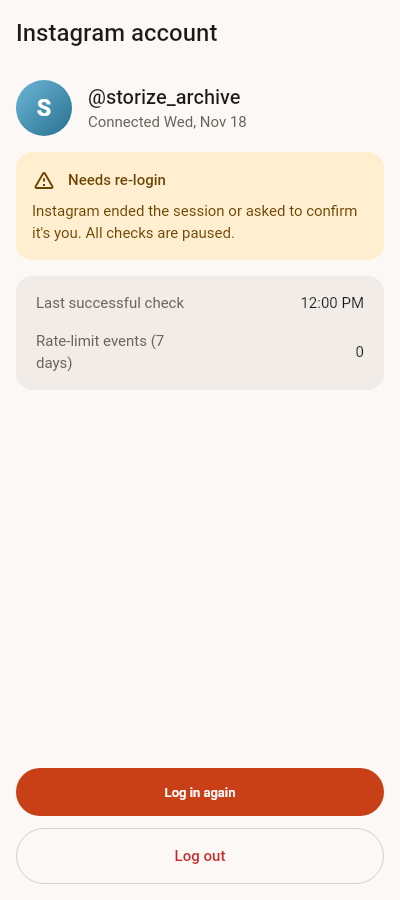 Instagram account
S
@storize_archive
Connected Wed, Nov 18
Needs re-login
Instagram ended the session or asked to confirm
it's you. All checks are paused.
Last successful check 12:00 PM
Rate-limit events (7
days) 0
Log in again
Log out